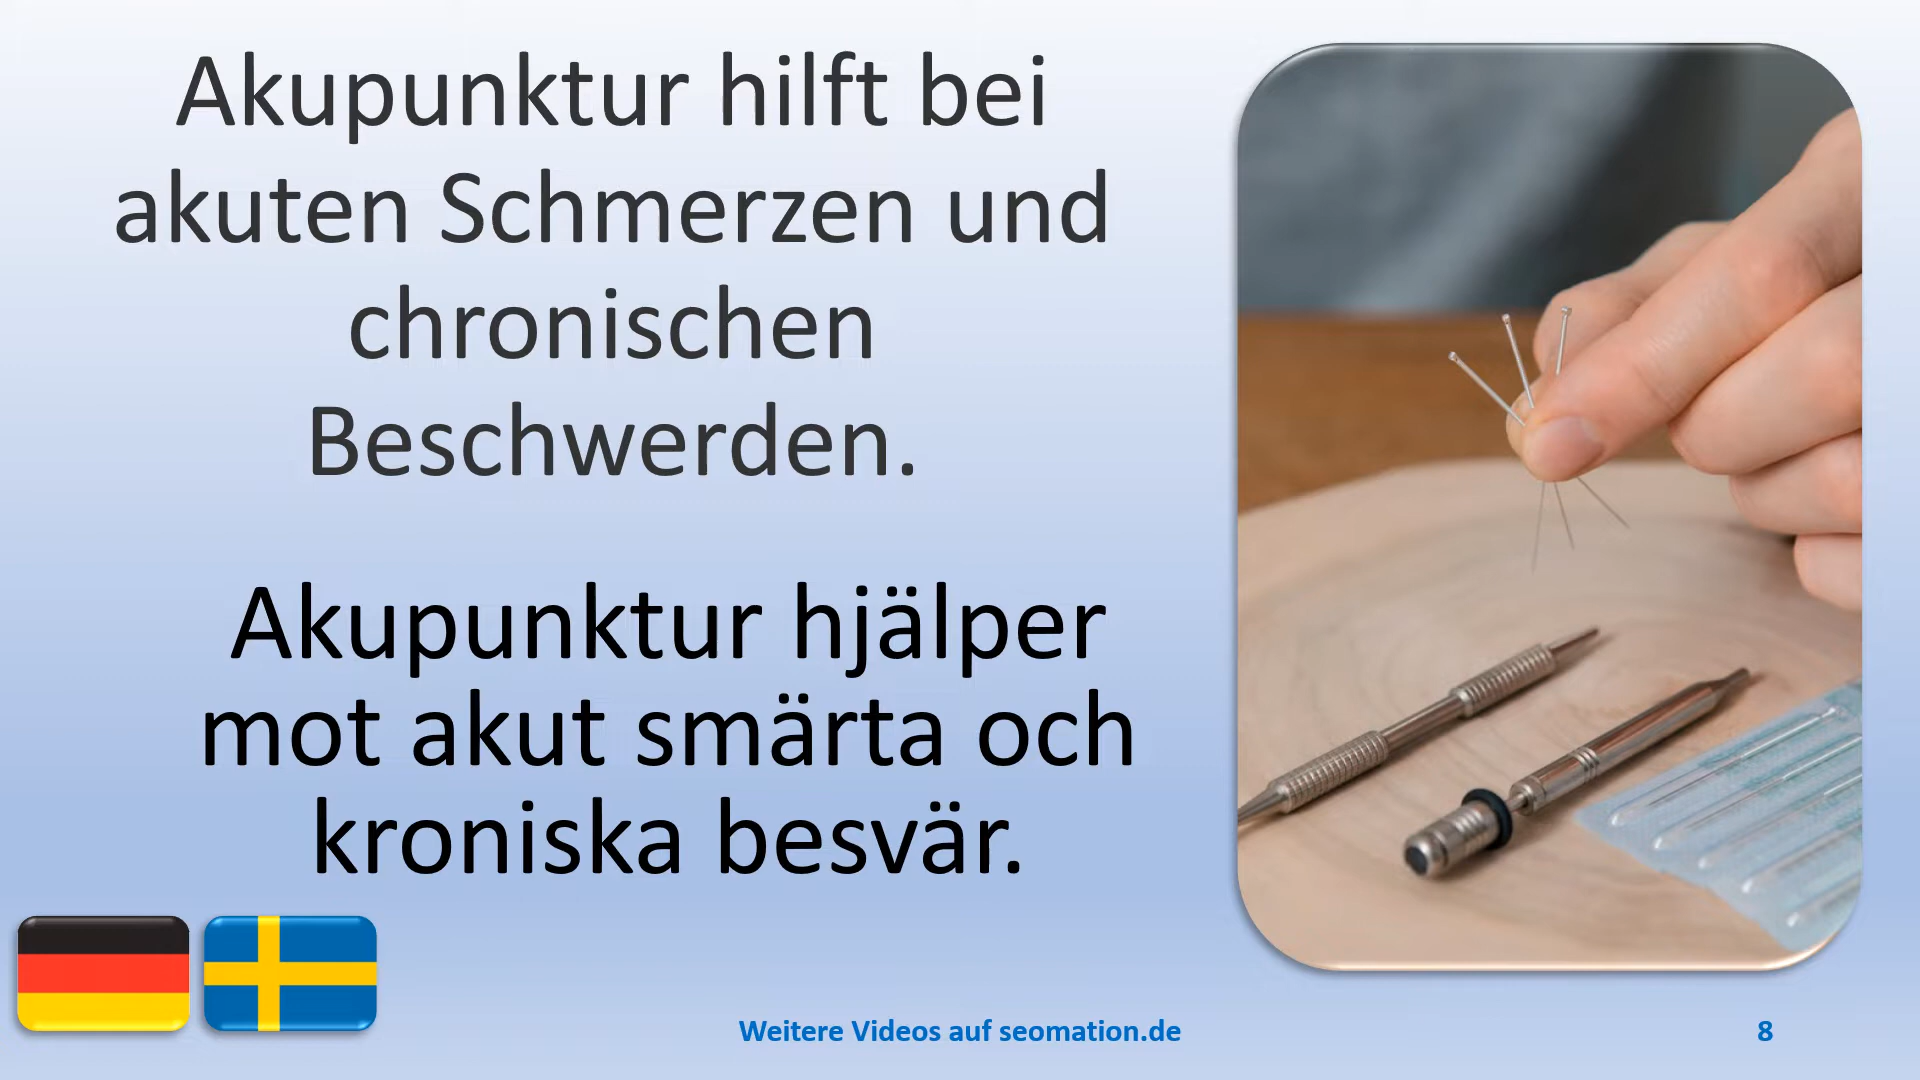 Akupunktur hilft bei
akuten Schmerzen und
chronischen
Beschwerden.
Akupunktur hjälper
mot akut smärta och
kroniska besvär.
Weitere Videos auf seomation.de
8